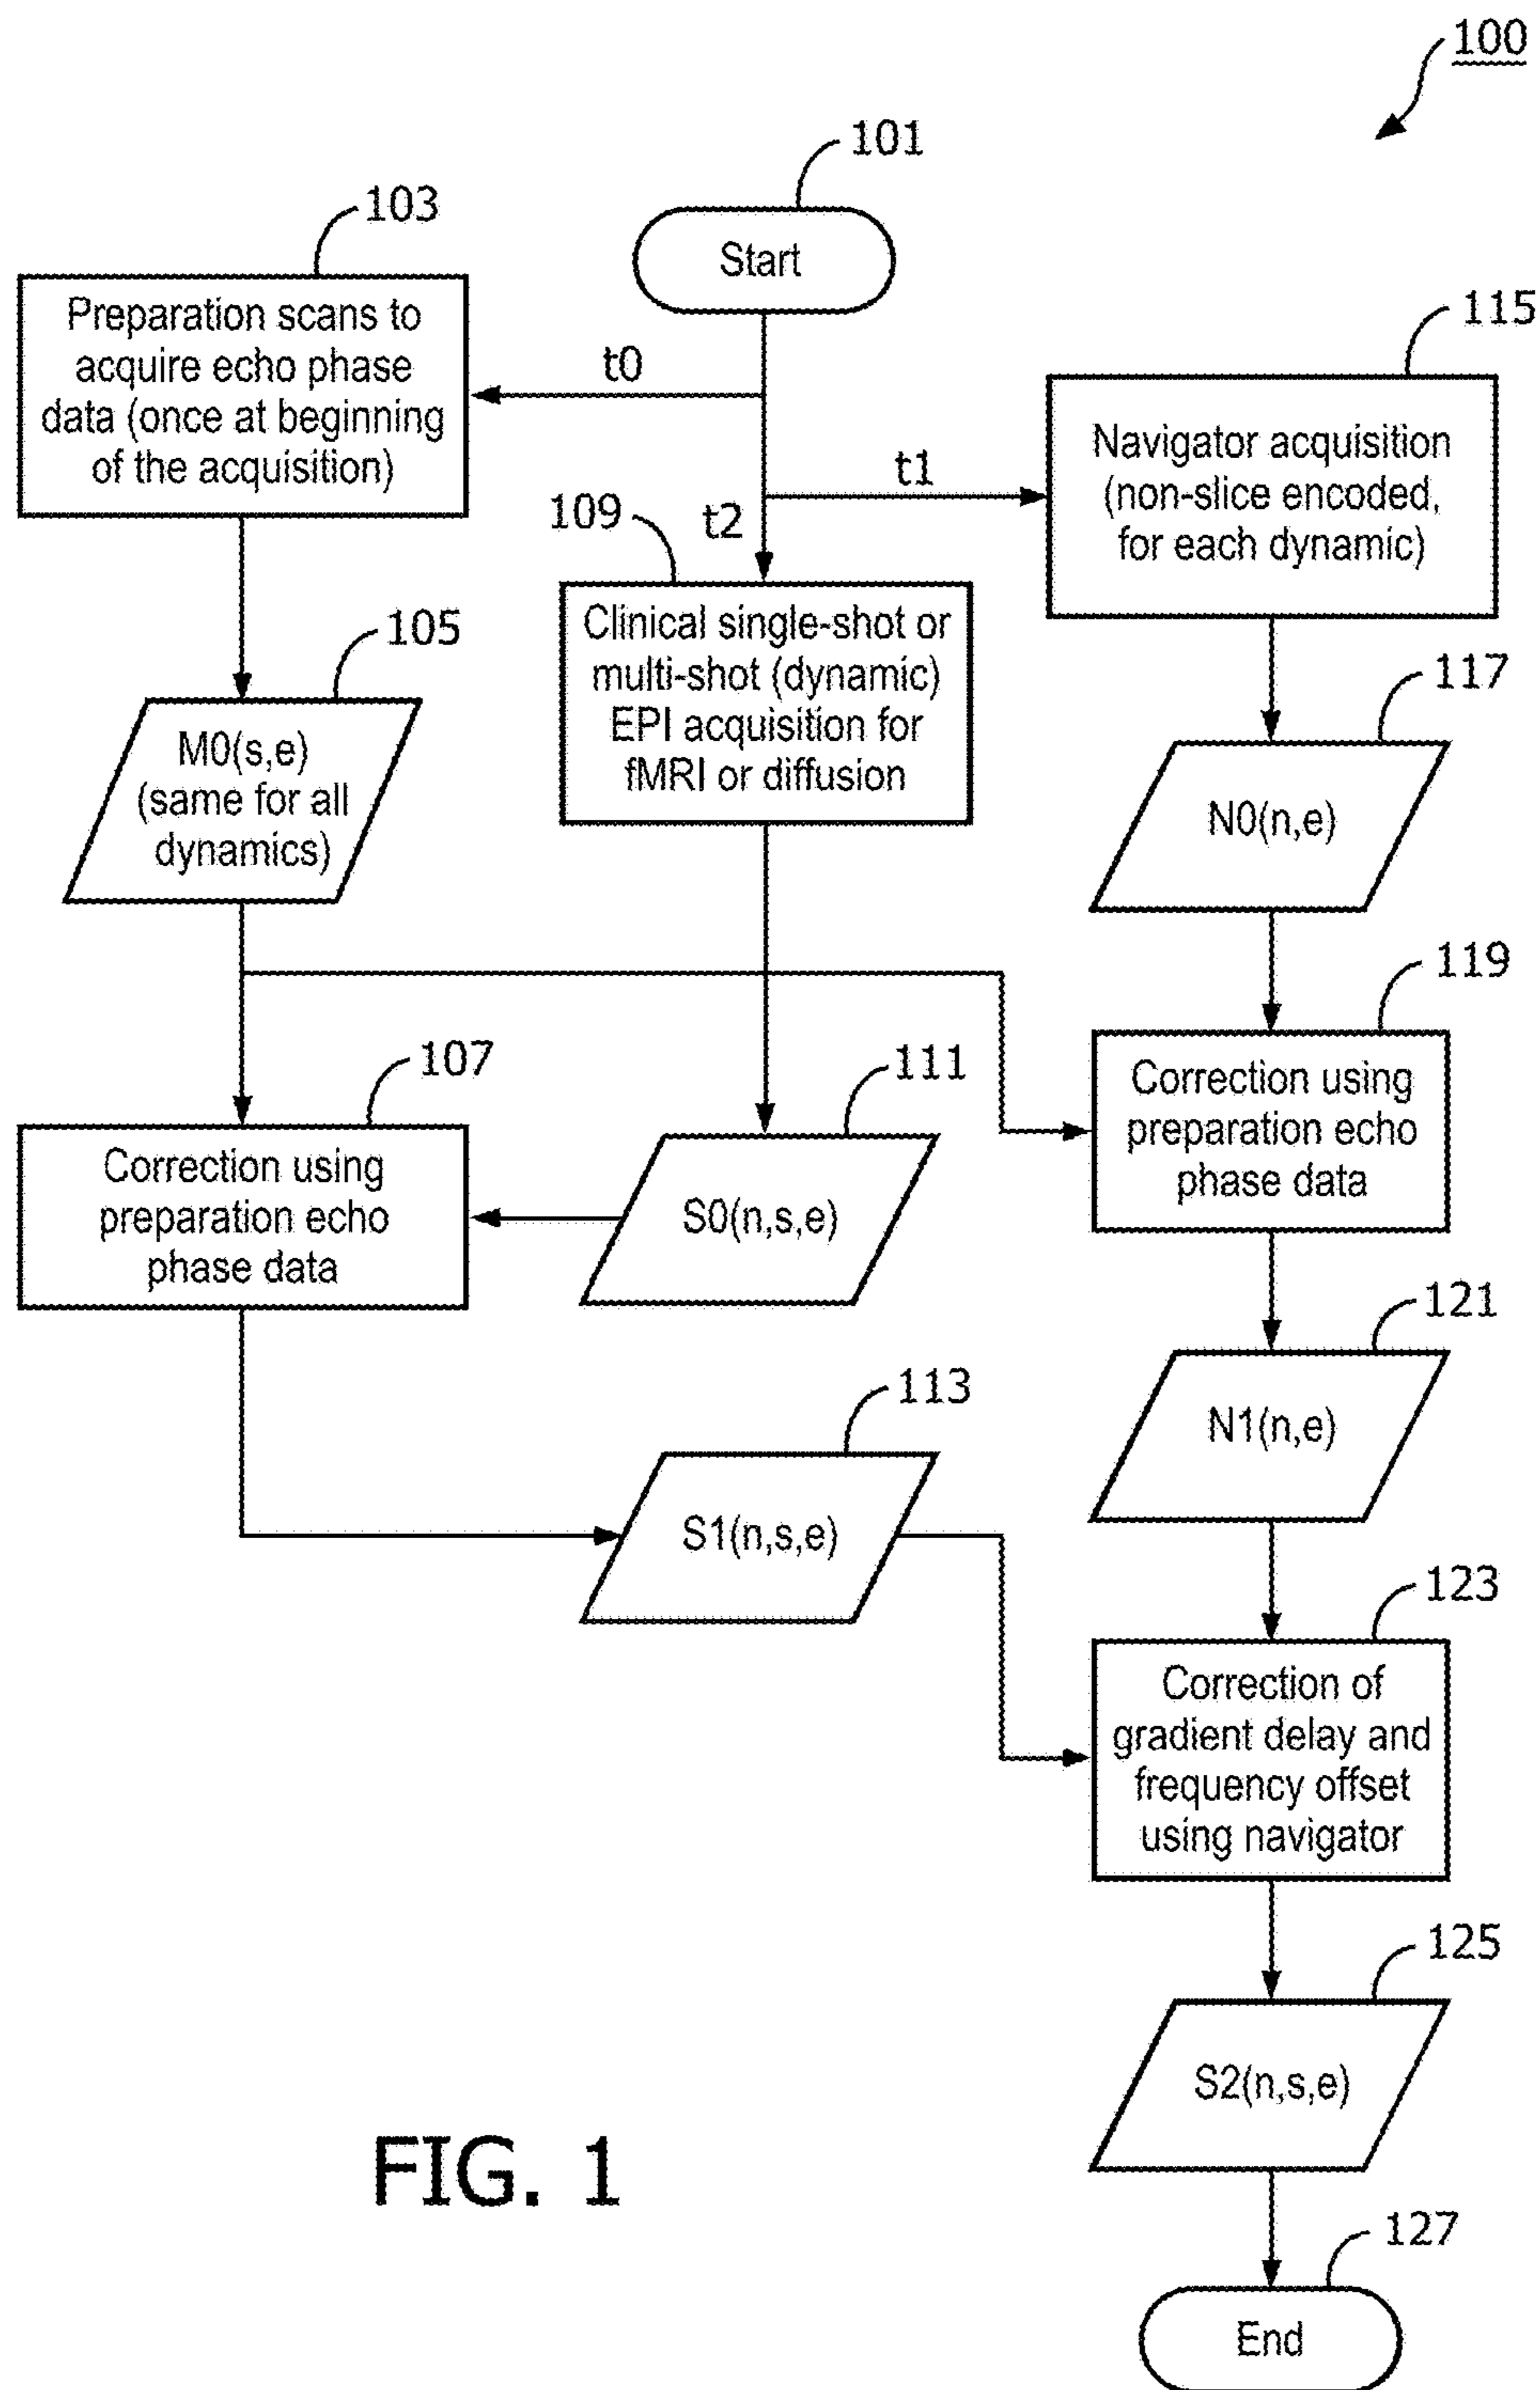 100
101
Start
103
Preparation scans to
acquire echo phase
data (once at beginning
of the acquisition)
t0
t1
t2
115
Navigator acquisition
(non-slice encoded,
for each dynamic)
109
Clinical single-shot or
multi-shot (dynamic)
EPI acquisition for
fMRI or diffusion
105
M0(s,e)
(same for all
dynamics)
117
N0(n,e)
119
Correction using
preparation echo
phase data
107
Correction using
preparation echo
phase data
111
S0(n,s,e)
121
N1(n,e)
113
S1(n,s,e)
123
Correction of
gradient delay and
frequency offset
using navigator
125
S2(n,s,e)
127
End
FIG. 1